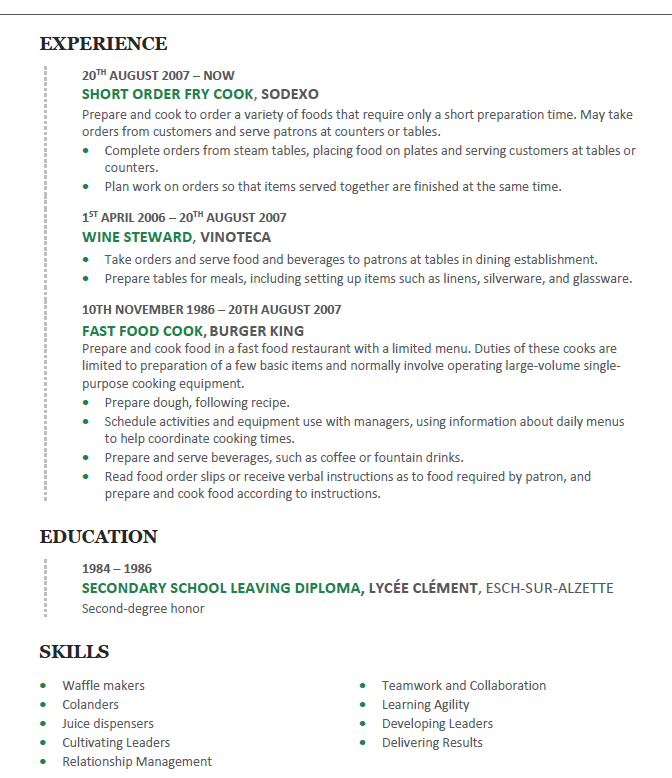 EXPERIENCE
20TH AUGUST 2007 – NOW
SHORT ORDER FRY COOK, SODEXO
Prepare and cook to order a variety of foods that require only a short preparation time. May take
orders from customers and serve patrons at counters or tables.
• Complete orders from steam tables, placing food on plates and serving customers at tables or
counters.
• Plan work on orders so that items served together are finished at the same time.
1ST APRIL 2006 – 20TH AUGUST 2007
WINE STEWARD, VINOTECA
• Take orders and serve food and beverages to patrons at tables in dining establishment.
• Prepare tables for meals, including setting up items such as linens, silverware, and glassware.
10TH NOVEMBER 1986 – 20TH AUGUST 2007
FAST FOOD COOK, BURGER KING
Prepare and cook food in a fast food restaurant with a limited menu. Duties of these cooks are
limited to preparation of a few basic items and normally involve operating large-volume single-
purpose cooking equipment.
• Prepare dough, following recipe.
• Schedule activities and equipment use with managers, using information about daily menus
to help coordinate cooking times.
• Prepare and serve beverages, such as coffee or fountain drinks.
• Read food order slips or receive verbal instructions as to food required by patron, and
prepare and cook food according to instructions.
EDUCATION
1984 – 1986
SECONDARY SCHOOL LEAVING DIPLOMA, LYCÉE CLÉMENT, ESCH-SUR-ALZETTE
Second-degree honor
SKILLS
• Waffle makers
• Colanders
• Juice dispensers
• Cultivating Leaders
• Relationship Management
• Teamwork and Collaboration
• Learning Agility
• Developing Leaders
• Delivering Results